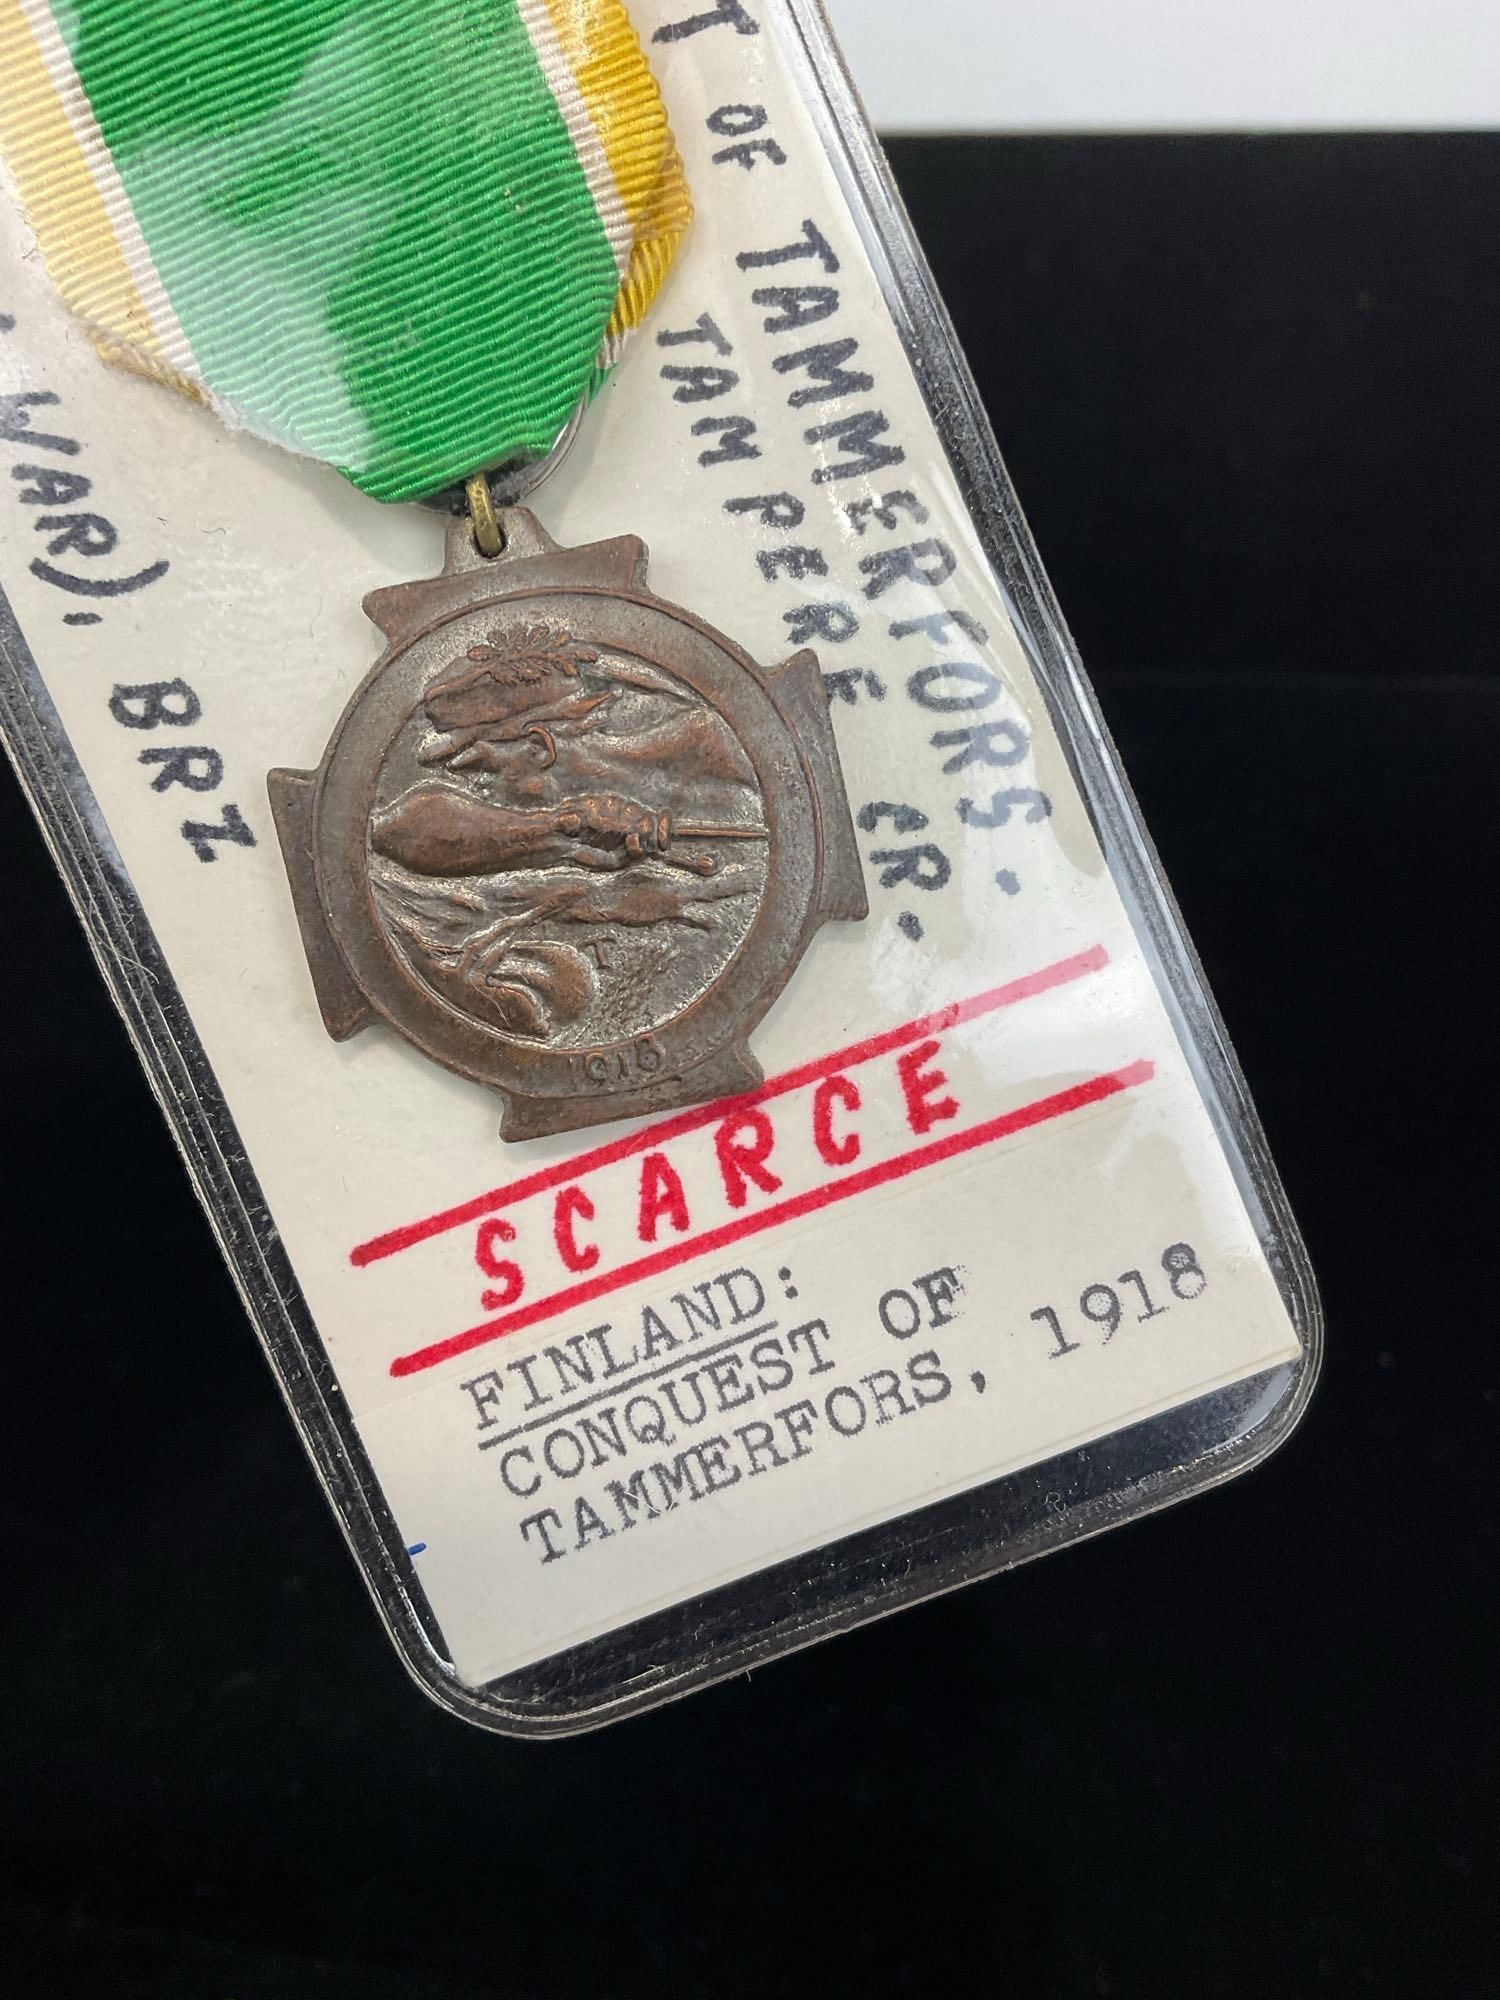 T OF TAMMERFORS.
TAMPERE CR.
WAR), BRZ
T
1918
SCARCE
FINLAND:
CONQUEST OF
TAMMERFORS, 1918